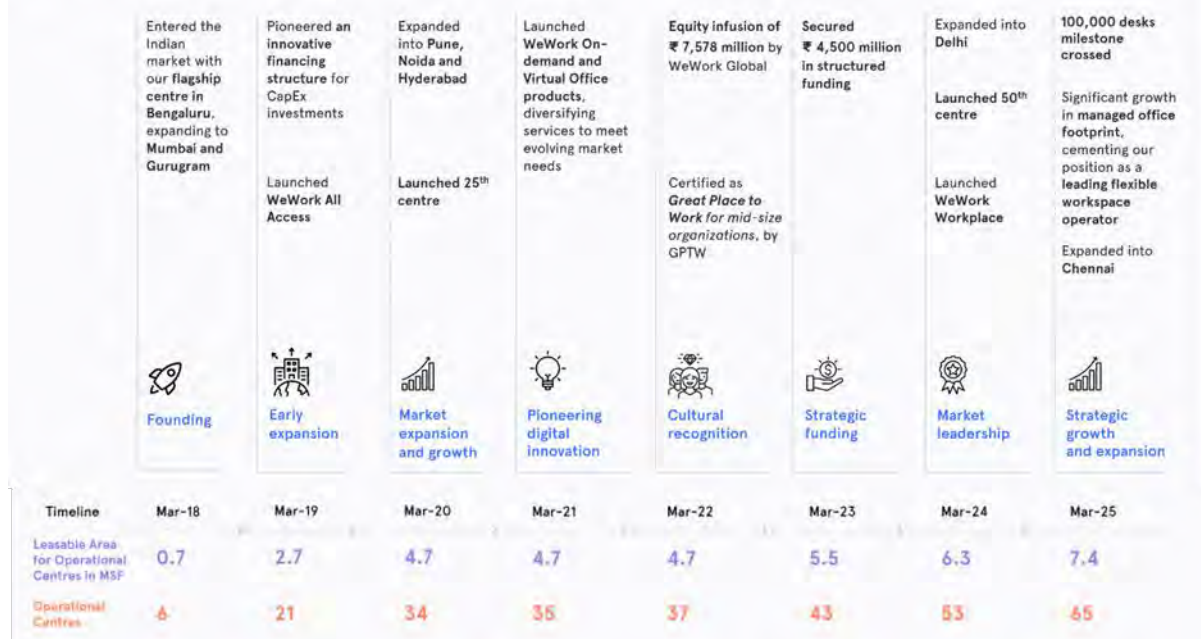 Entered the
Indian
market with
our flagship
centre in
Bengaluru,
expanding to
Mumbai and
Gurugram
Founding
Pioneered an
innovative
financing
structure for
CapEx
investments
Launched
WeWork All
Access
Early
expansion
Expanded
into Pune,
Noida and
Hyderabad
Launched 25th
centre
Market
expansion
and growth
Launched
WeWork On-
demand and
Virtual Office
products,
diversifying
services to meet
evolving market
needs
Pioneering
digital
innovation
Equity infusion of
₹ 7,578 million by
WeWork Global
Certified as
Great Place to
Work for mid-size
organizations, by
GPTW
Cultural
recognition
Secured
₹ 4,500 million
in structured
funding
Strategic
funding
Expanded into
Delhi
Launched 50th
centre
Launched
WeWork
Workplace
Market
leadership
100,000 desks
milestone
crossed
Significant growth
in managed office
footprint,
cementing our
position as a
leading flexible
workspace
operator
Expanded into
Chennai
Strategic
growth
and expansion
Timeline Mar-18 Mar-19 Mar-20 Mar-21 Mar-22 Mar-23 Mar-24 Mar-25
Leasable Area
for Operational
Centres in MSF
0.7 2.7 4.7 4.7 4.7 5.5 6.3 7.4
Operational
Centres
6 21 34 35 37 43 53 65